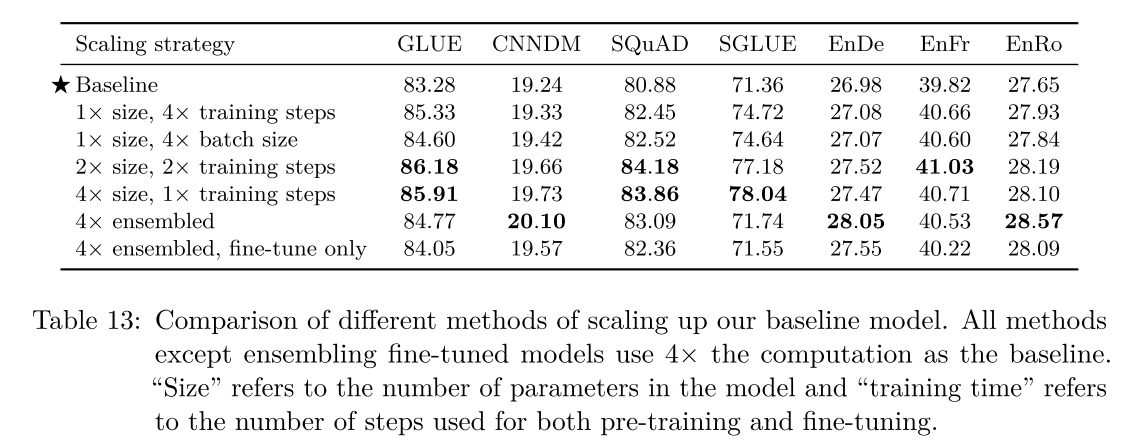 Scaling strategy GLUE CNNDM SQuAD SGLUE EnDe EnFr EnRo
★ Baseline 83.28 19.24 80.88 71.36 26.98 39.82 27.65
1× size, 4× training steps 85.33 19.33 82.45 74.72 27.08 40.66 27.93
1× size, 4× batch size 84.60 19.42 82.52 74.64 27.07 40.60 27.84
2× size, 2× training steps 86.18 19.66 84.18 77.18 27.52 41.03 28.19
4× size, 1× training steps 85.91 19.73 83.86 78.04 27.47 40.71 28.10
4× ensembled 84.77 20.10 83.09 71.74 28.05 40.53 28.57
4× ensembled, fine-tune only 84.05 19.57 82.36 71.55 27.55 40.22 28.09
Table 13: Comparison of different methods of scaling up our baseline model. All methods
except ensembling fine-tuned models use 4× the computation as the baseline.
“Size” refers to the number of parameters in the model and “training time” refers
to the number of steps used for both pre-training and fine-tuning.